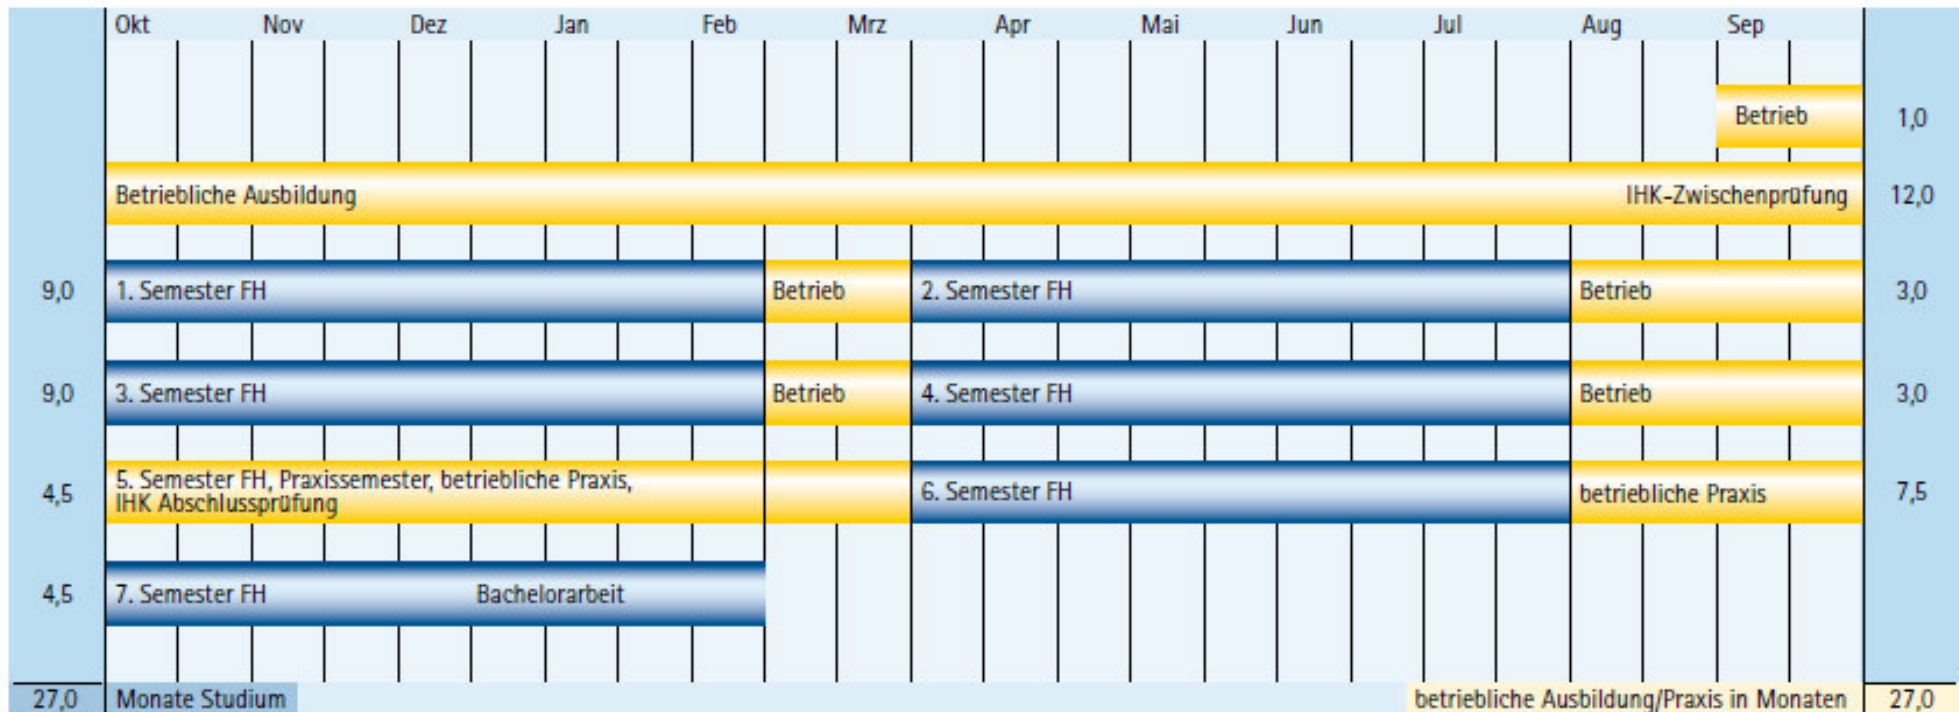 Okt Nov Dez Jan Feb Mrz Apr Mai Jun Jul Aug Sep
Betrieb 1,0
Betriebliche Ausbildung IHK-Zwischenprüfung 12,0
9,0 1. Semester FH Betrieb 2. Semester FH Betrieb 3,0
9,0 3. Semester FH Betrieb 4. Semester FH Betrieb 3,0
4,5 5. Semester FH, Praxissemester, betriebliche Praxis,
IHK Abschlussprüfung 6. Semester FH betriebliche Praxis 7,5
4,5 7. Semester FH Bachelorarbeit
27,0 Monate Studium betriebliche Ausbildung/Praxis in Monaten 27,0